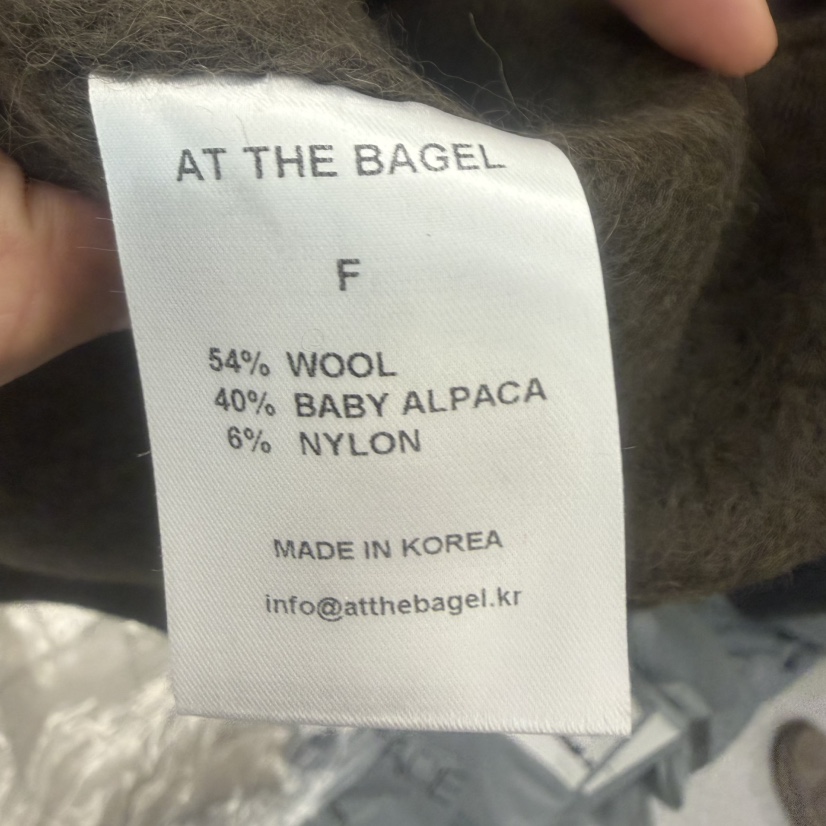 AT THE BAGEL
F
54% WOOL
40% BABY ALPACA
6% NYLON
MADE IN KOREA
info@atthebagel.kr